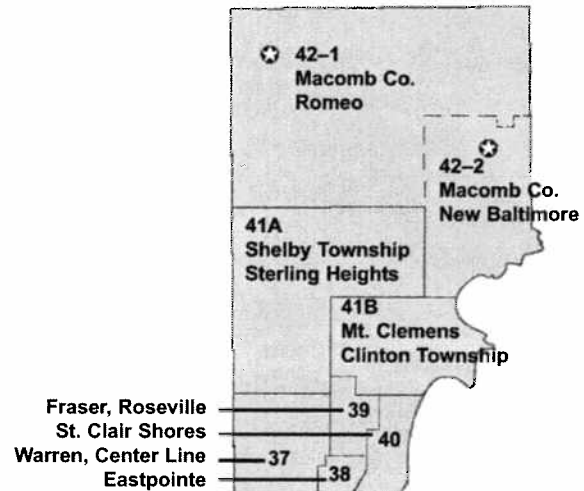 42–1
Macomb Co.
Romeo
42–2
Macomb Co.
New Baltimore
41A
Shelby Township
Sterling Heights
41B
Mt. Clemens
Clinton Township
Fraser, Roseville
39
St. Clair Shores
40
Warren, Center Line
37
Eastpointe
38